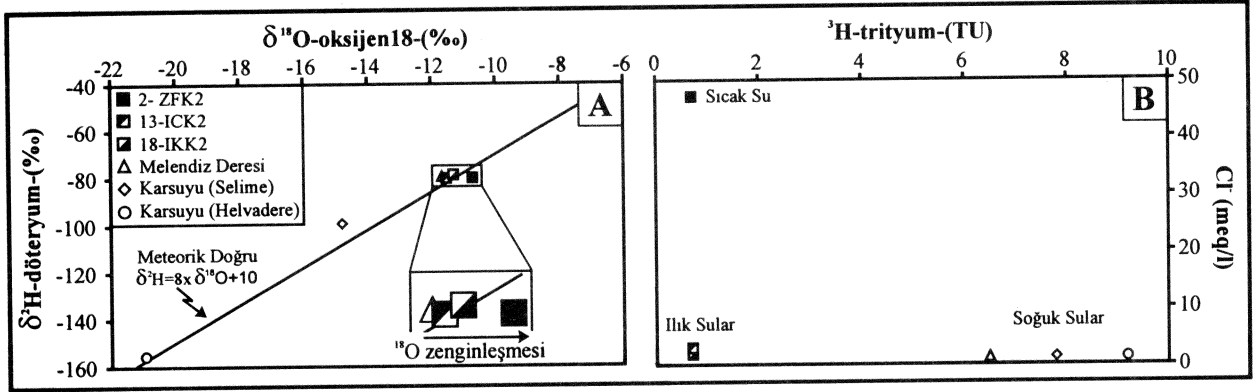 δ¹⁸O-oksijen18-(‰)
-22 -20 -18 -16 -14 -12 -10 -8 -6
-40
-60
-80
-100
-120
-140
-160
δ²H-döteryum-(‰)
2- ZFK2
13-ICK2
18-IKK2
Melendiz Deresi
Karsuyu (Selime)
Karsuyu (Helvadere)
A
Meteorik Doğru
δ²H=8x δ¹⁸O+10
¹⁸O zenginleşmesi
³H-trityum-(TU)
0 2 4 6 8 10
B
Sıcak Su
Ilık Sular
Soğuk Sular
50
40
30
20
10
0
Cl⁻ (meq/l)